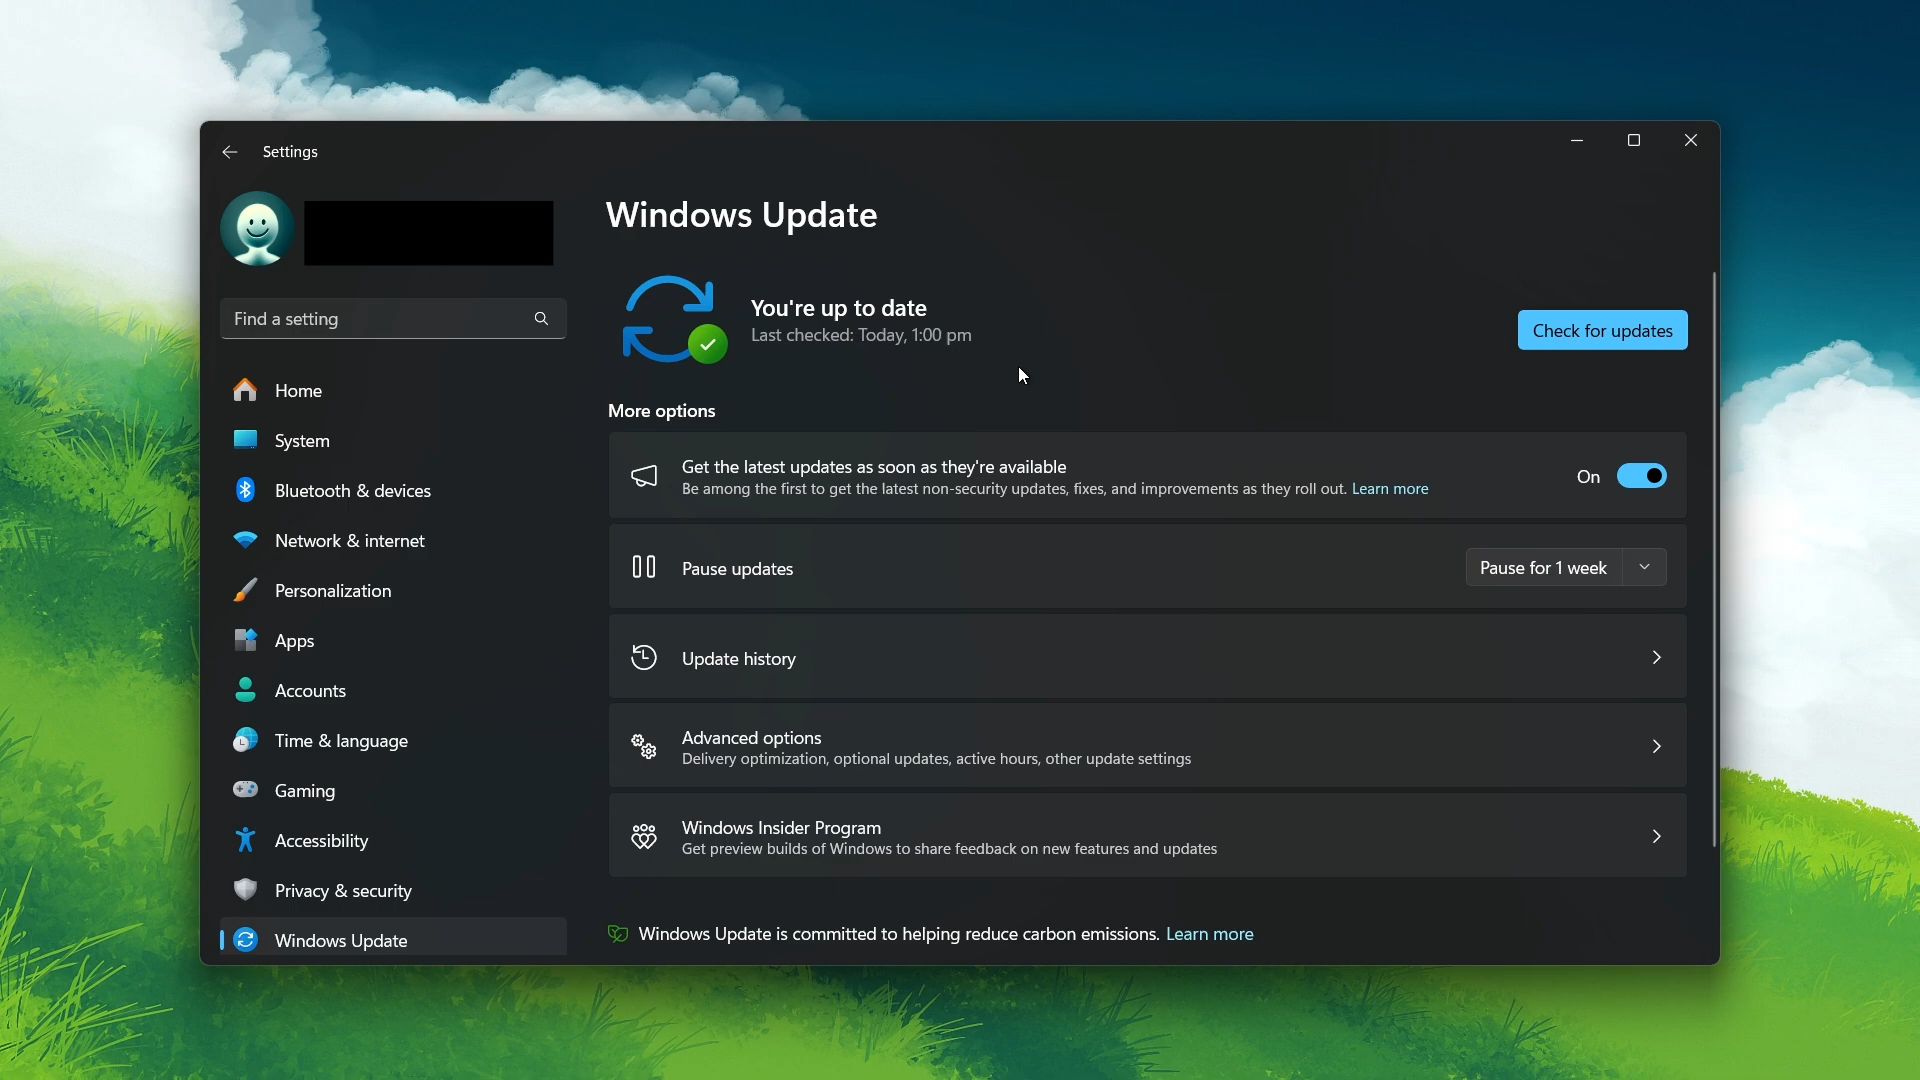 Settings
Find a setting
Home
System
Bluetooth & devices
Network & internet
Personalization
Apps
Accounts
Time & language
Gaming
Accessibility
Privacy & security
Windows Update
Windows Update
You're up to date
Last checked: Today, 1:00 pm
Check for updates
More options
Get the latest updates as soon as they're available
Be among the first to get the latest non-security updates, fixes, and improvements as they roll out. Learn more
On
Pause updates
Pause for 1 week
Update history
Advanced options
Delivery optimization, optional updates, active hours, other update settings
Windows Insider Program
Get preview builds of Windows to share feedback on new features and updates
Windows Update is committed to helping reduce carbon emissions. Learn more